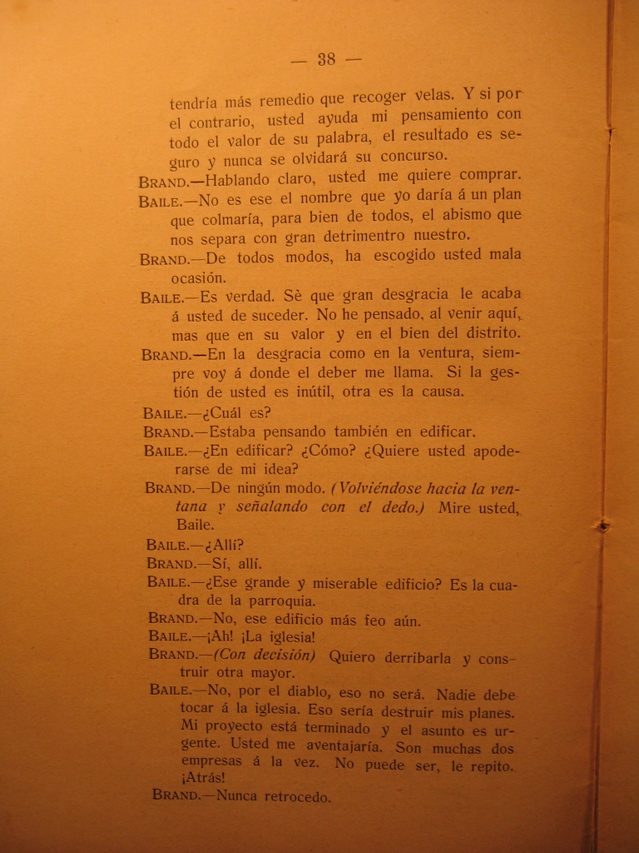 — 38 —
tendría más remedio que recoger velas. Y si por
el contrario, usted ayuda mi pensamiento con
todo el valor de su palabra, el resultado es se-
guro y nunca se olvidará su concurso.
BRAND.—Hablando claro, usted me quiere comprar.
BAILE.—No es ese el nombre que yo daría á un plan
que colmaría, para bien de todos, el abismo que
nos separa con gran detrimentro nuestro.
BRAND.—De todos modos, ha escogido usted mala
ocasión.
BAILE.—Es verdad. Sè que gran desgracia le acaba
á usted de suceder. No he pensado, al venir aquí,
mas que en su valor y en el bien del distrito.
BRAND.—En la desgracia como en la ventura, siem-
pre voy á donde el deber me llama. Si la ges-
tión de usted es inútil, otra es la causa.
BAILE.—¿Cuál es?
BRAND.—Estaba pensando también en edificar.
BAILE.—¿En edificar? ¿Cómo? ¿Quiere usted apode-
rarse de mi idea?
BRAND.—De ningún modo. (Volviéndose hacia la ven-
tana y señalando con el dedo.) Mire usted,
Baile.
BAILE.—¿Allí?
BRAND.—Sí, allí.
BAILE.—¿Ese grande y miserable edificio? Es la cua-
dra de la parroquia.
BRAND.—No, ese edificio más feo aún.
BAILE.—¡Ah! ¡La iglesia!
BRAND.—(Con decisión) Quiero derribarla y cons-
truir otra mayor.
BAILE.—No, por el diablo, eso no será. Nadie debe
tocar á la iglesia. Eso sería destruir mis planes.
Mi proyecto está terminado y el asunto es ur-
gente. Usted me aventajaría. Son muchas dos
empresas á la vez. No puede ser, le repito.
¡Atrás!
BRAND.—Nunca retrocedo.